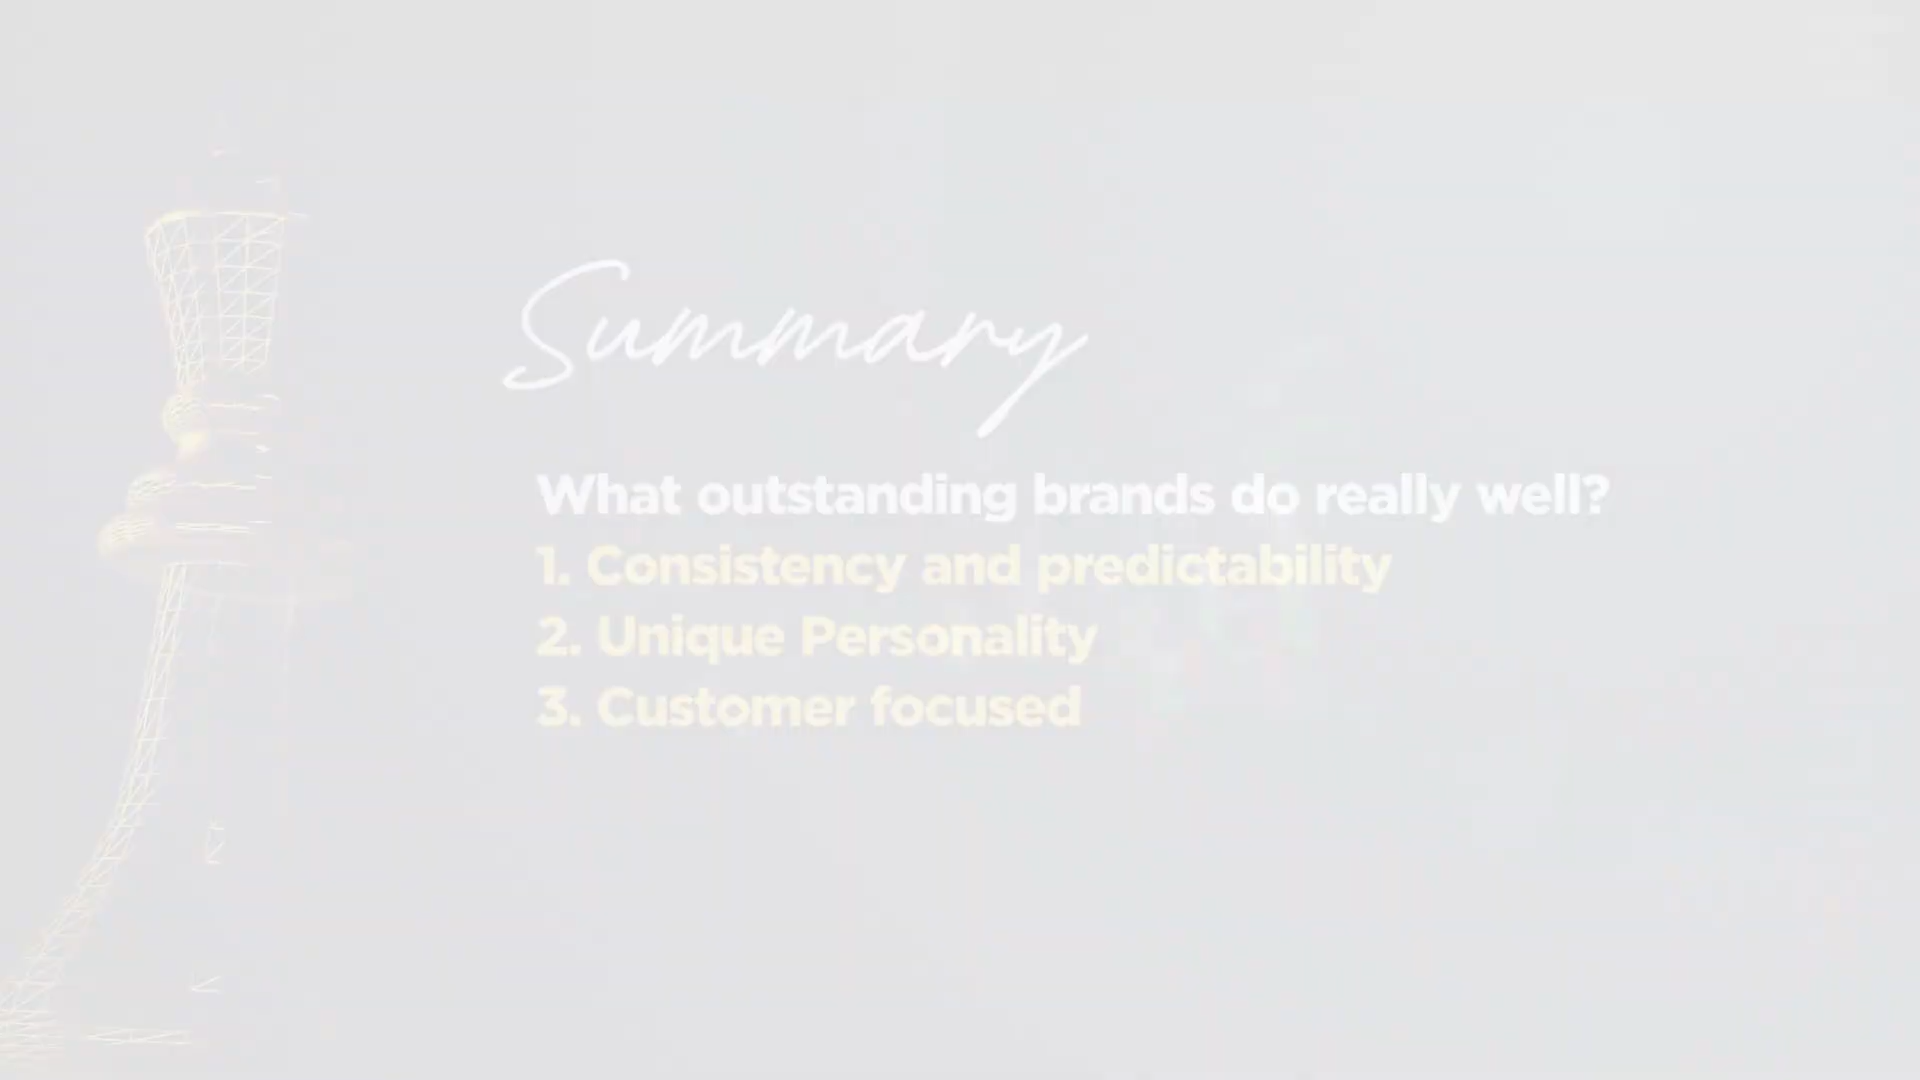 Summary
What outstanding brands do really well?
1. Consistency and predictability
2. Unique Personality
3. Customer focused